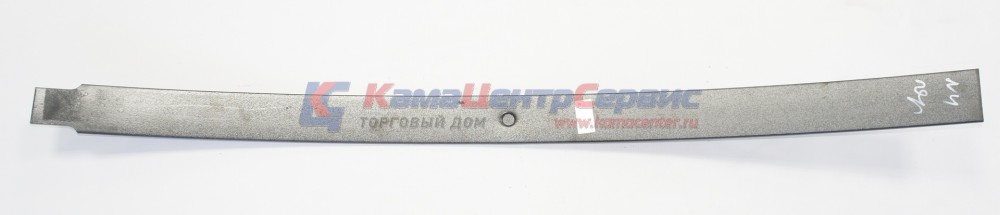 КамаЦентрСервис
ТОРГОВЫЙ ДОМ www.kamacenter.ru